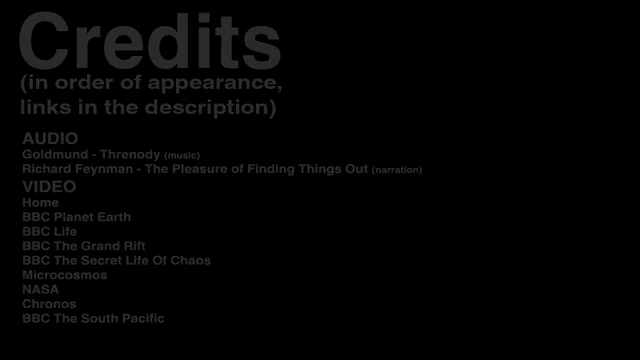 Credits
(in order of appearance,
links in the description)
AUDIO
Goldmund - Threnody (music)
Richard Feynman - The Pleasure of Finding Things Out (narration)
VIDEO
Home
BBC Planet Earth
BBC Life
BBC The Grand Rift
BBC The Secret Life Of Chaos
Microcosmos
NASA
Chronos
BBC The South Pacific